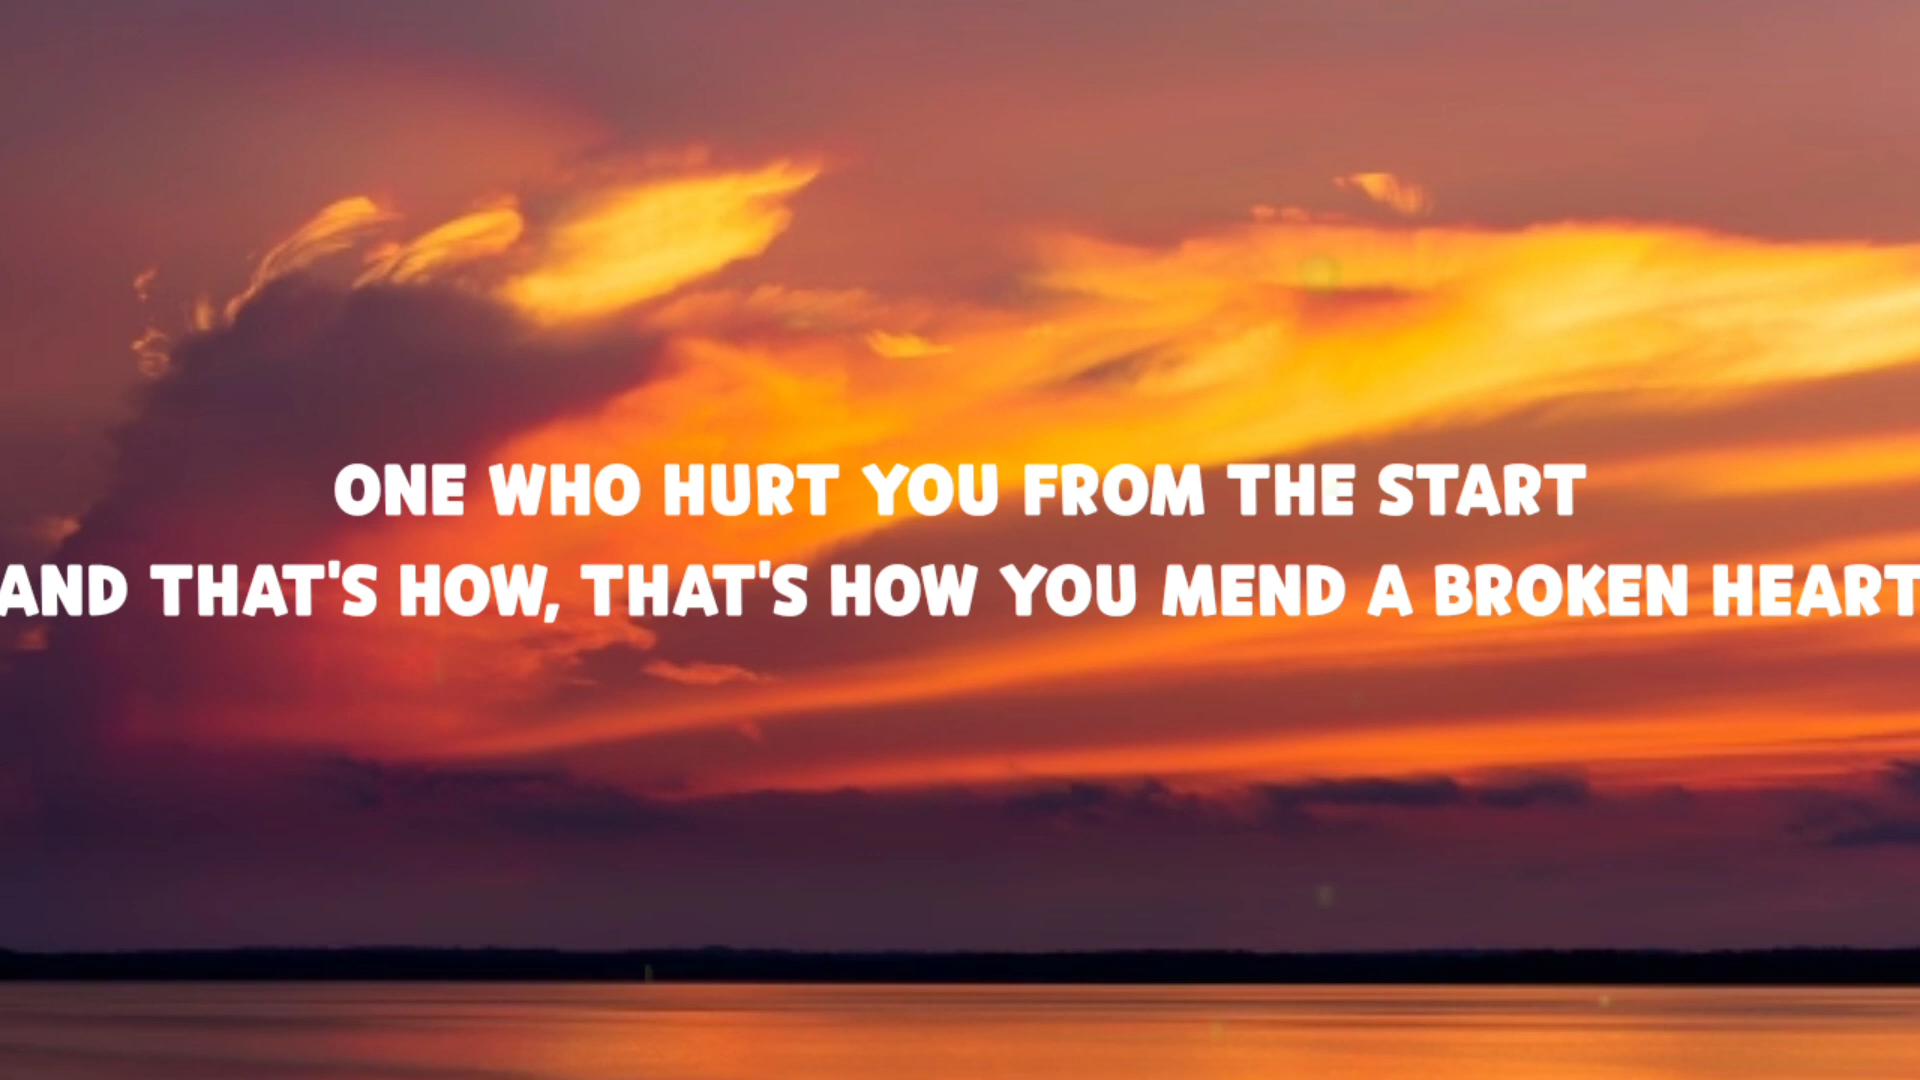 ONE WHO HURT YOU FROM THE START
AND THAT'S HOW, THAT'S HOW YOU MEND A BROKEN HEART